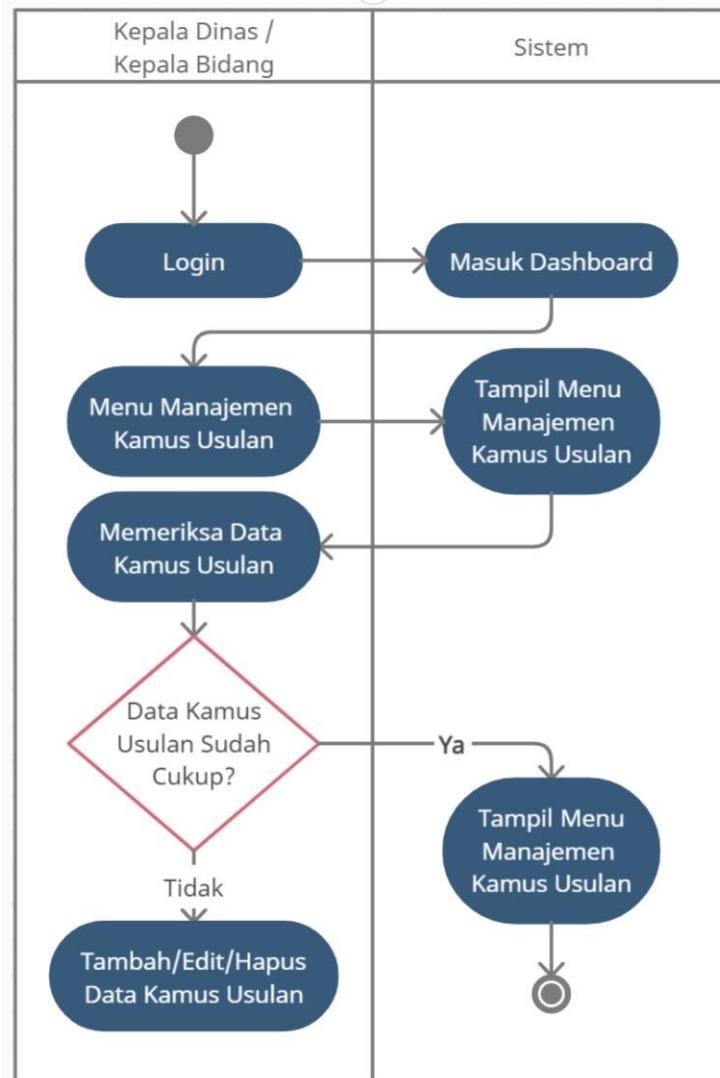 Kepala Dinas /
Kepala Bidang
Sistem
Login
Masuk Dashboard
Menu Manajemen
Kamus Usulan
Tampil Menu
Manajemen
Kamus Usulan
Memeriksa Data
Kamus Usulan
Data Kamus
Usulan Sudah
Cukup?
Ya
Tampil Menu
Manajemen
Kamus Usulan
Tidak
Tambah/Edit/Hapus
Data Kamus Usulan